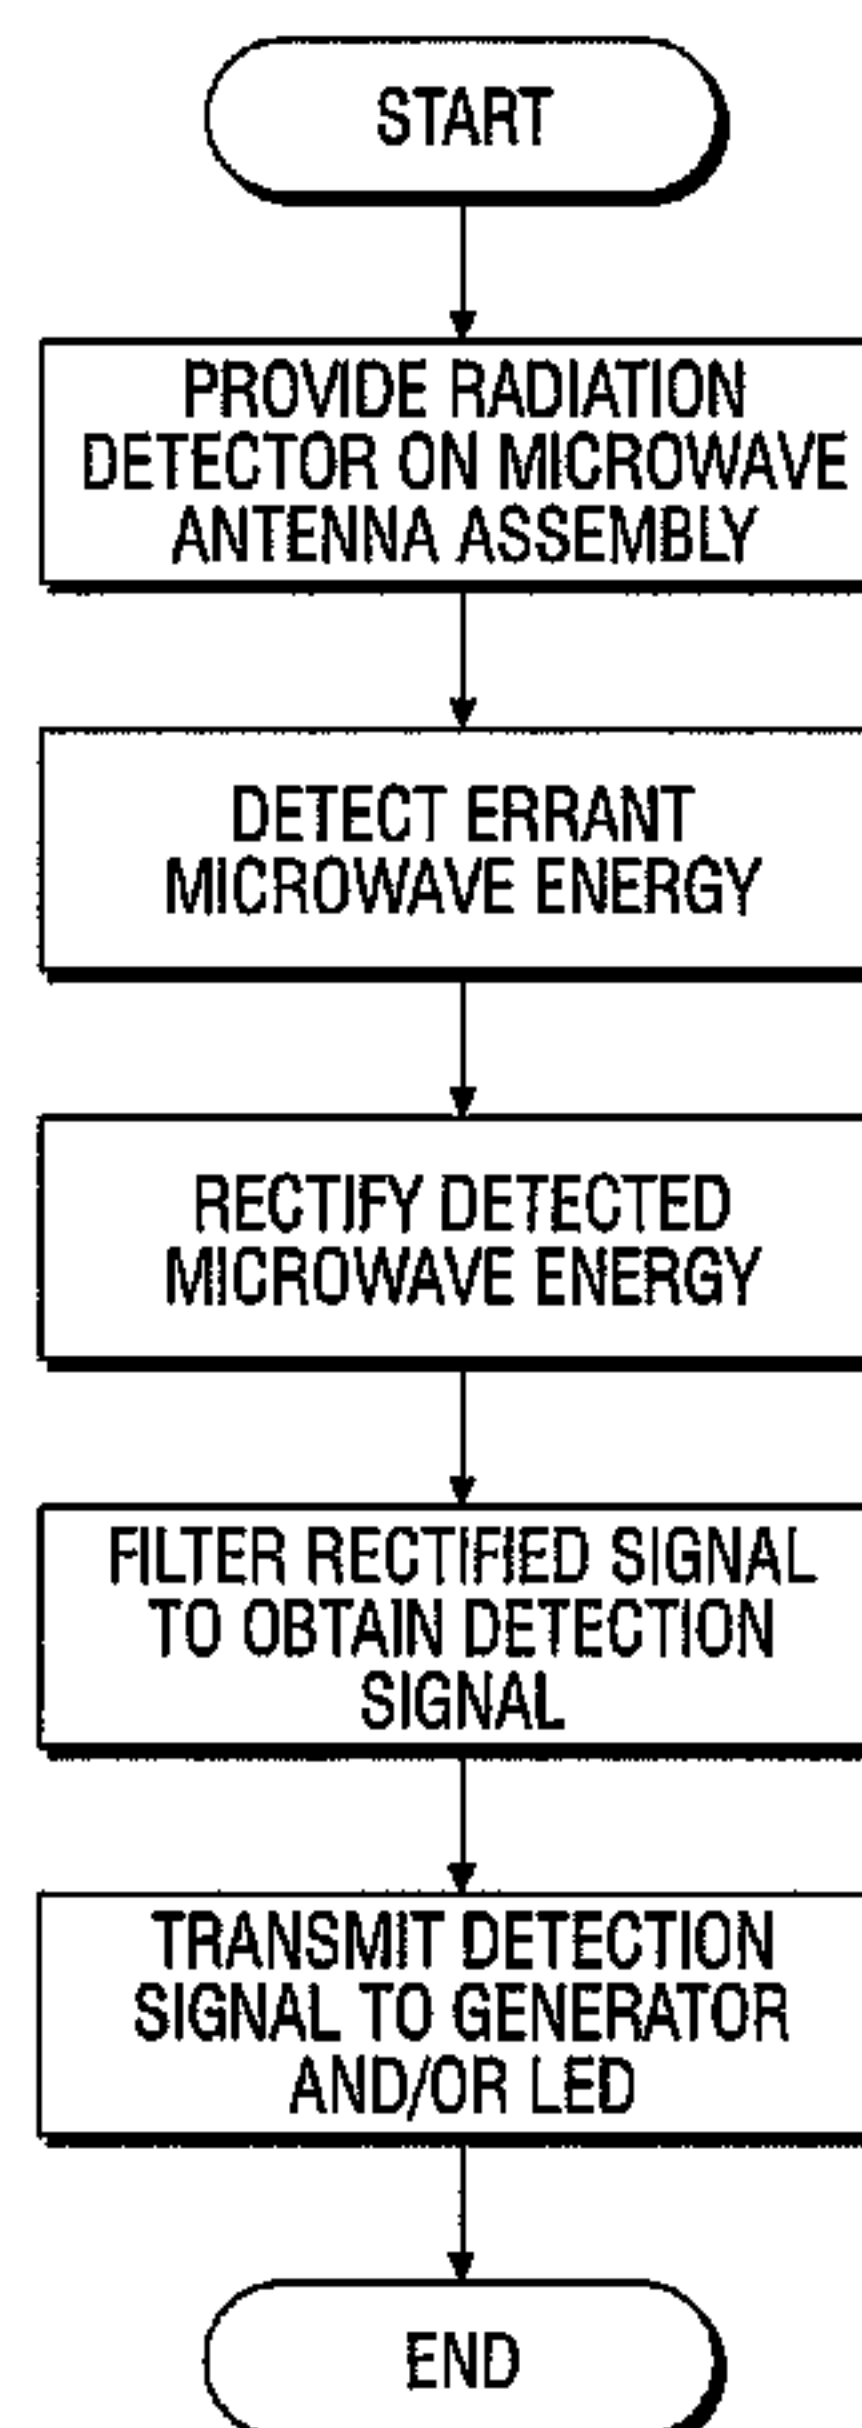 START
PROVIDE RADIATION
DETECTOR ON MICROWAVE
ANTENNA ASSEMBLY
DETECT ERRANT
MICROWAVE ENERGY
RECTIFY DETECTED
MICROWAVE ENERGY
FILTER RECTIFIED SIGNAL
TO OBTAIN DETECTION
SIGNAL
TRANSMIT DETECTION
SIGNAL TO GENERATOR
AND/OR LED
END